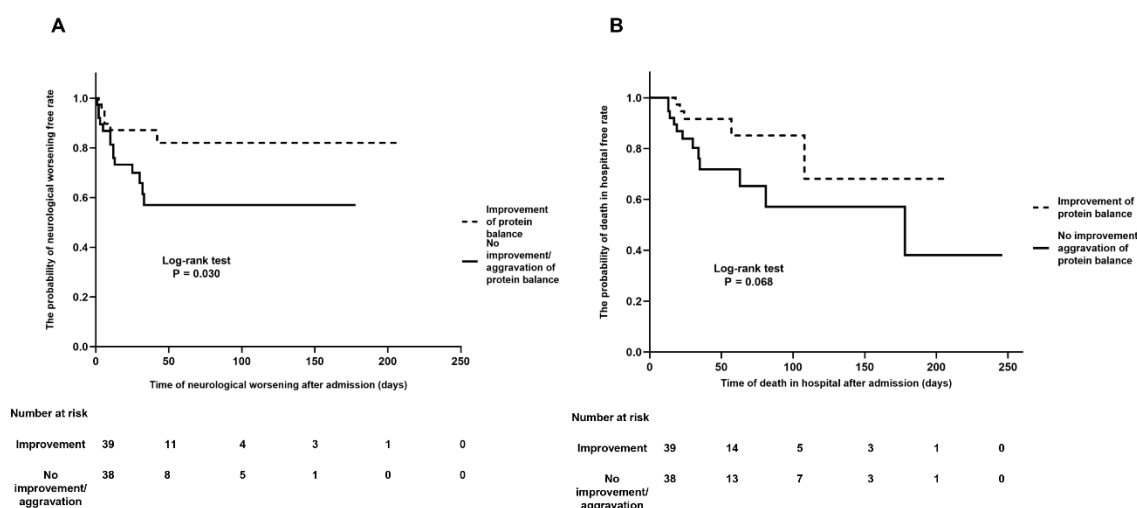 A
The probability of neurological worsening free rate
1.0
0.8
0.6
0.4
0.2
0.0
0 50 100 150 200 250
Time of neurological worsening after admission (days)
Log-rank test
P = 0.030
Improvement
of protein
balance
No
improvement/
aggravation of
protein balance
Number at risk
Improvement 39 11 4 3 1 0
No
improvement/
aggravation
38 8 5 1 0 0
B
The probability of death in hospital free rate
1.0
0.8
0.6
0.4
0.2
0.0
0 50 100 150 200 250
Time of death in hospital after admission (days)
Log-rank test
P = 0.068
Improvement of
protein balance
No improvement
aggravation of
protein balance
Number at risk
Improvement 39 14 5 3 1 0
No
improvement/
aggravation
38 13 7 3 1 0